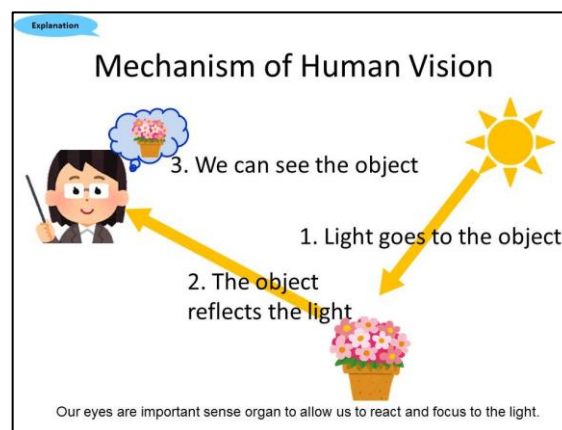 Explanation
Mechanism of Human Vision
3. We can see the object
1. Light goes to the object
2. The object
reflects the light
Our eyes are important sense organ to allow us to react and focus to the light.